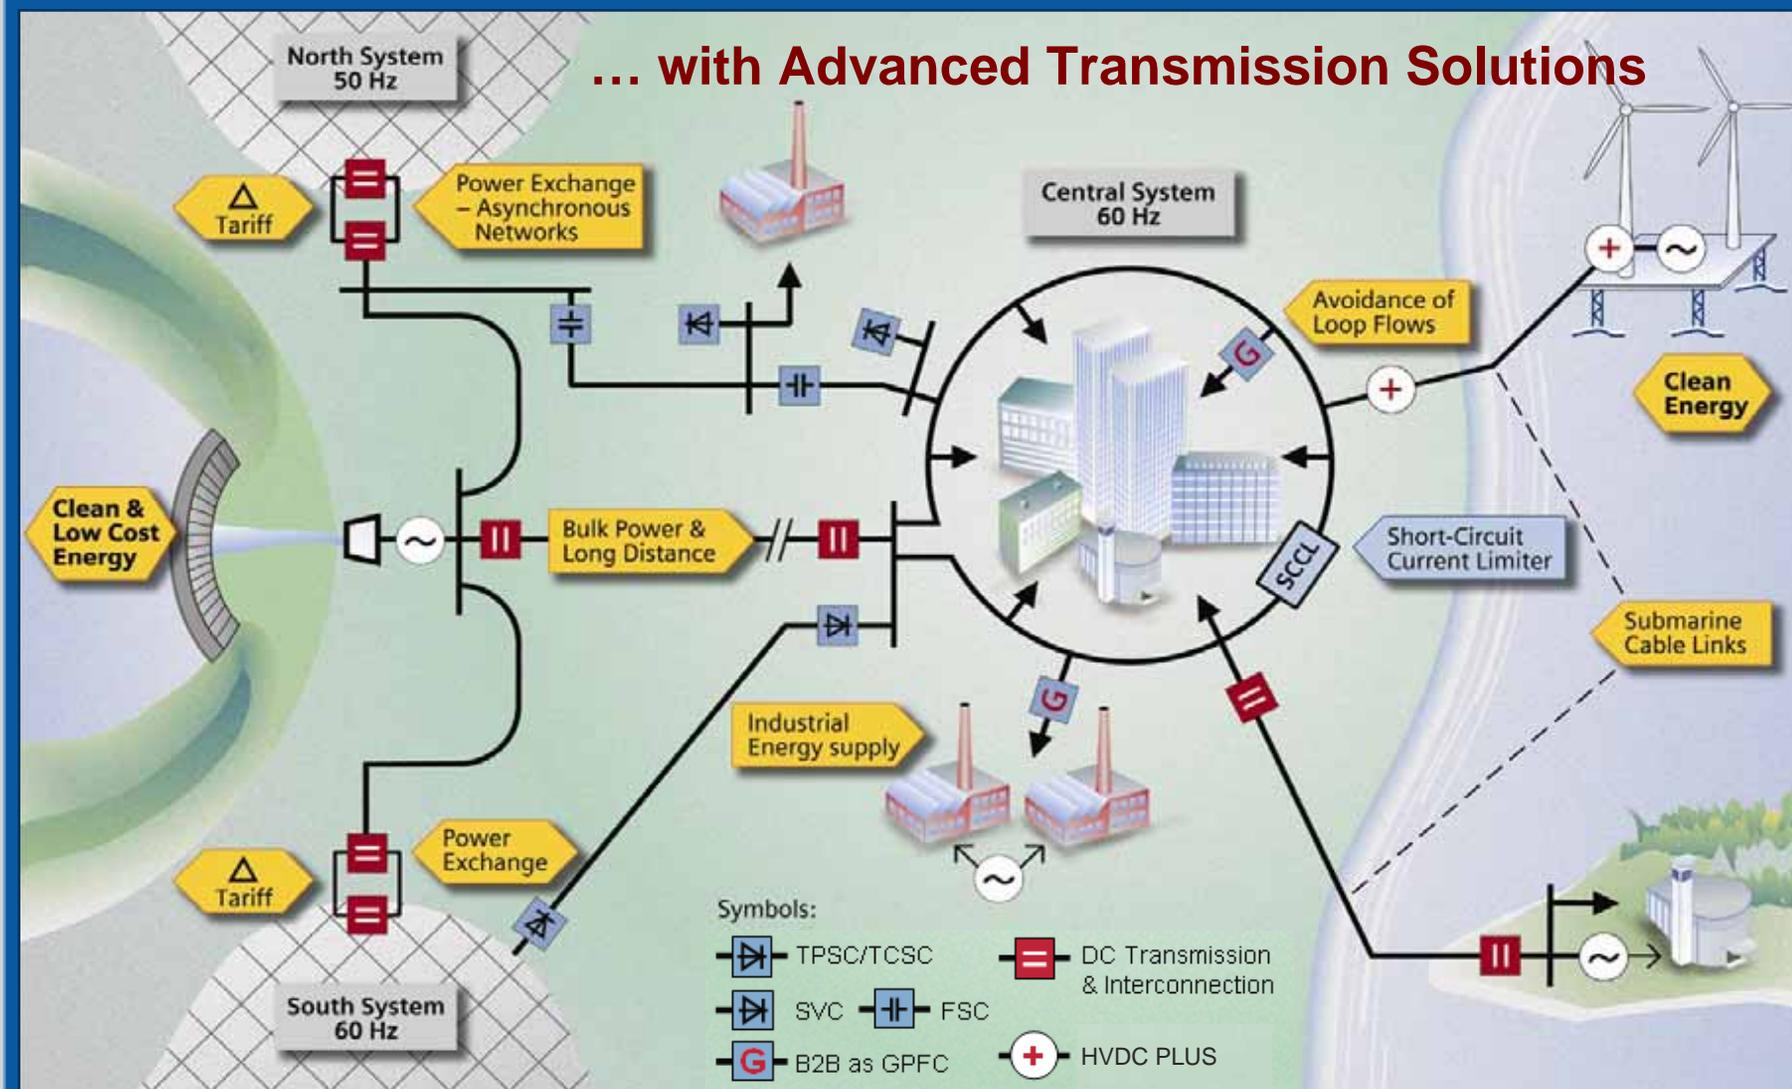 … with Advanced Transmission Solutions
North System
50 Hz
Δ
Tariff
Power Exchange
– Asynchronous
Networks
Central System
60 Hz
Avoidance of
Loop Flows
G
+
~
+
Clean
Energy
Clean &
Low Cost
Energy
~
Bulk Power &
Long Distance
//
SCCL
Short-Circuit
Current Limiter
Submarine
Cable Links
Industrial
Energy supply
G
~
Δ
Tariff
Power
Exchange
South System
60 Hz
~
Symbols:
TPSC/TCSC
SVC
FSC
G
B2B as GPFC
=
DC Transmission
& Interconnection
+
HVDC PLUS